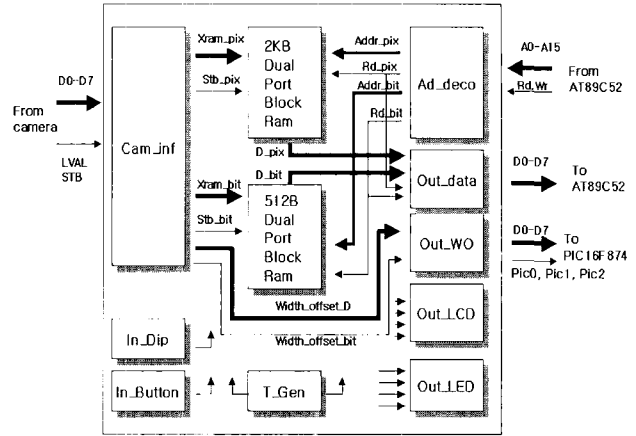 Xram_pix
Stb_pix
2KB
Dual
Port
Block
Ram
Addr_pix
Rd_pix
Addr_bit
Rd_bit
Ad_deco
A0-A15
From
AT89C52
Rd,Wr
D0-D7
From
camera
LVAL
STB
Cam_inf
D_pix
D_bit
Out_data
D0-D7
To
AT89C52
Xram_bit
Stb_bit
512B
Dual
Port
Block
Ram
Out_WO
D0-D7
To
PIC16F874
Pic0, Pic1, Pic2
Width_offset_D
Width_offset_bit
Out_LCD
In_Dip
In_Button
T_Gen
Out_LED